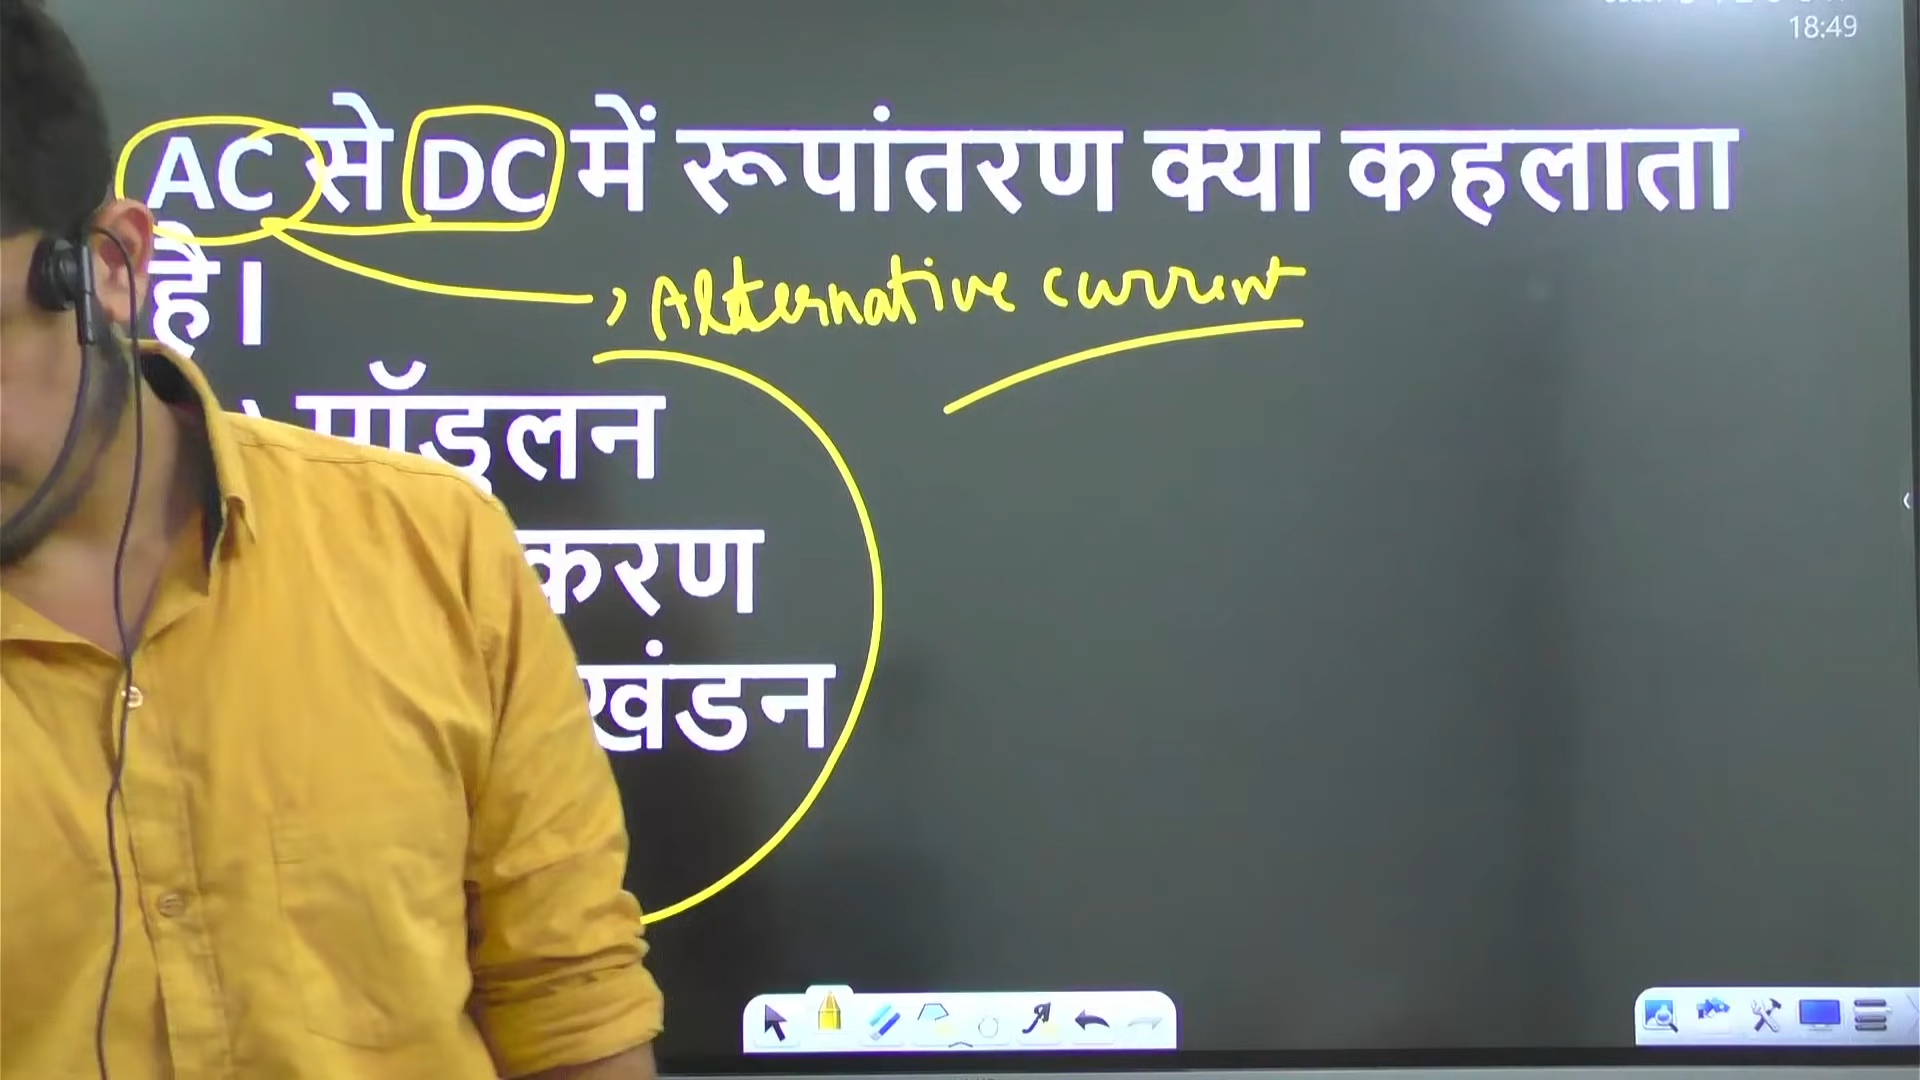 18:49
AC से DC में रूपांतरण क्या कहलाता
है।
Alternative current
मॉडुलन
करण
खंडन